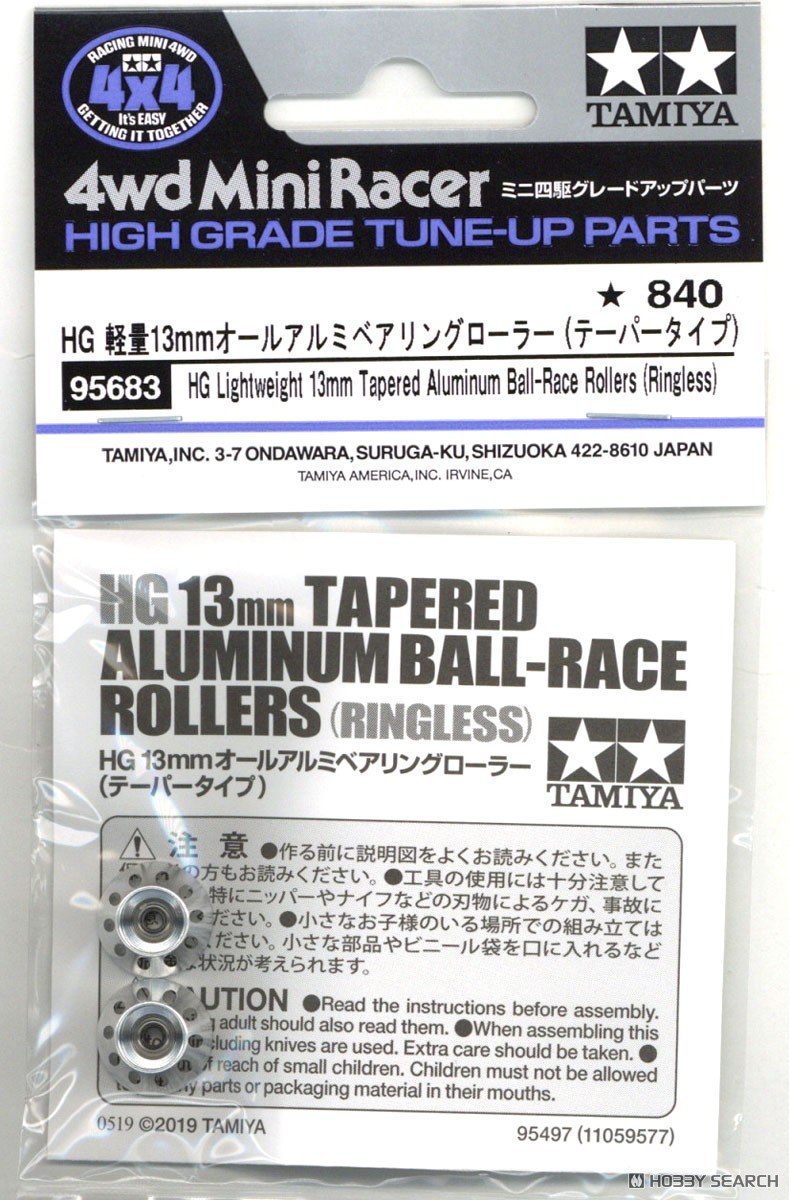 RACING MINI 4WD
4x4
It's EASY
GETTING IT TOGETHER
TAMIYA
4wd Mini Racer ミニ四駆グレードアップパーツ
HIGH GRADE TUNE-UP PARTS
★ 840
HG 軽量13mmオールアルミベアリングローラー (テーパータイプ)
95683 HG Lightweight 13mm Tapered Aluminum Ball-Race Rollers (Ringless)
TAMIYA,INC. 3-7 ONDAWARA, SURUGA-KU, SHIZUOKA 422-8610 JAPAN
TAMIYA AMERICA,INC. IRVINE,CA
HG 13mm TAPERED
ALUMINUM BALL-RACE
ROLLERS (RINGLESS)
HG 13mmオールアルミベアリングローラー
(テーパータイプ)
TAMIYA
注 意 ●作る前に説明図をよくお読みください。また
の方もお読みください。●工具の使用には十分注意して
特にニッパーやナイフなどの刃物によるケガ、事故に
ださい。●小さなお子様のいる場所での組み立ては
ください。小さな部品やビニール袋を口に入れるなど
状況が考えられます。
AUTION ●Read the instructions before assembly.
adult should also read them. ●When assembling this
cluding knives are used. Extra care should be taken. ●
of reach of small children. Children must not be allowed
parts or packaging material in their mouths.
0519 ©2019 TAMIYA
95497 (11059577)
HOBBY SEARCH